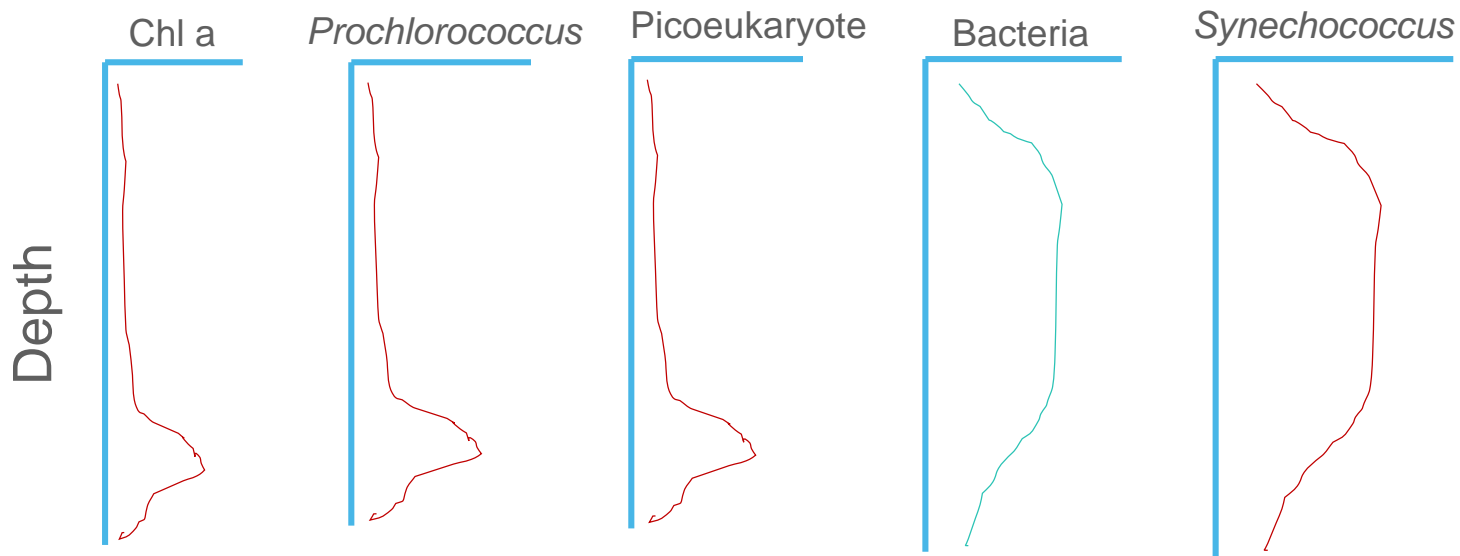 Chl a
Prochlorococcus
Picoeukaryote
Bacteria
Synechococcus
Depth